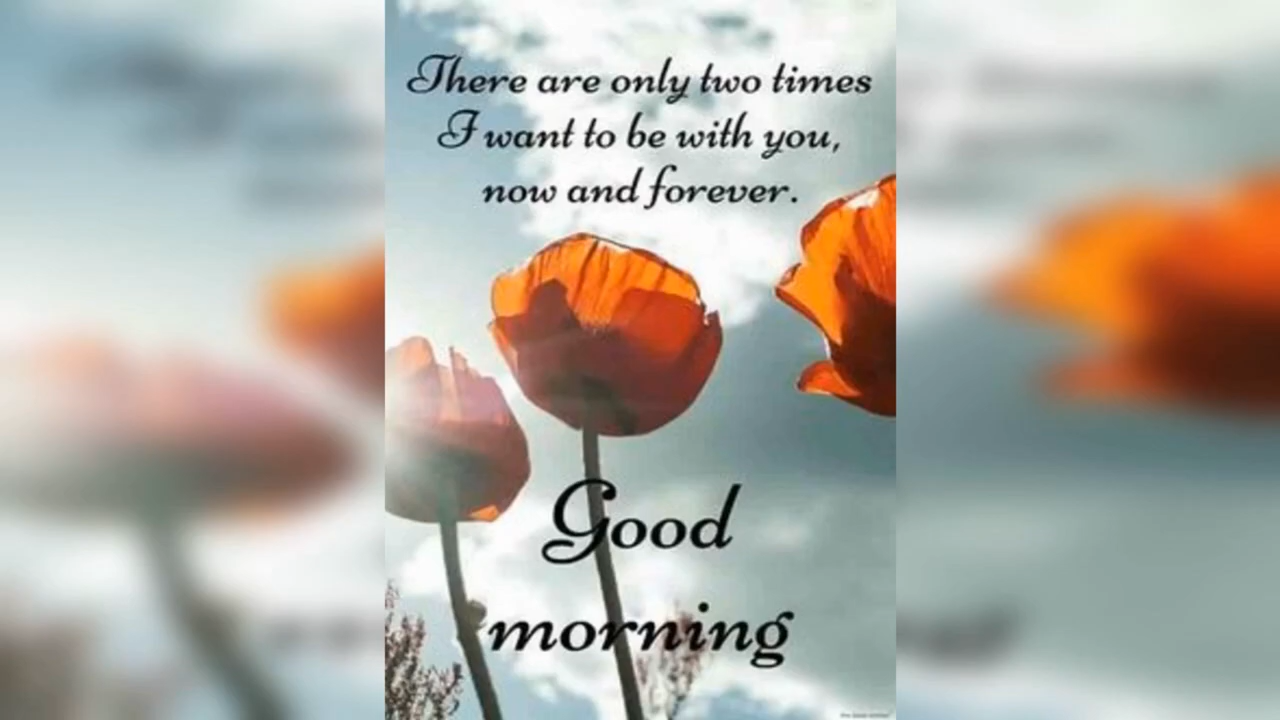 There are only two times
I want to be with you,
now and forever.
Good
morning